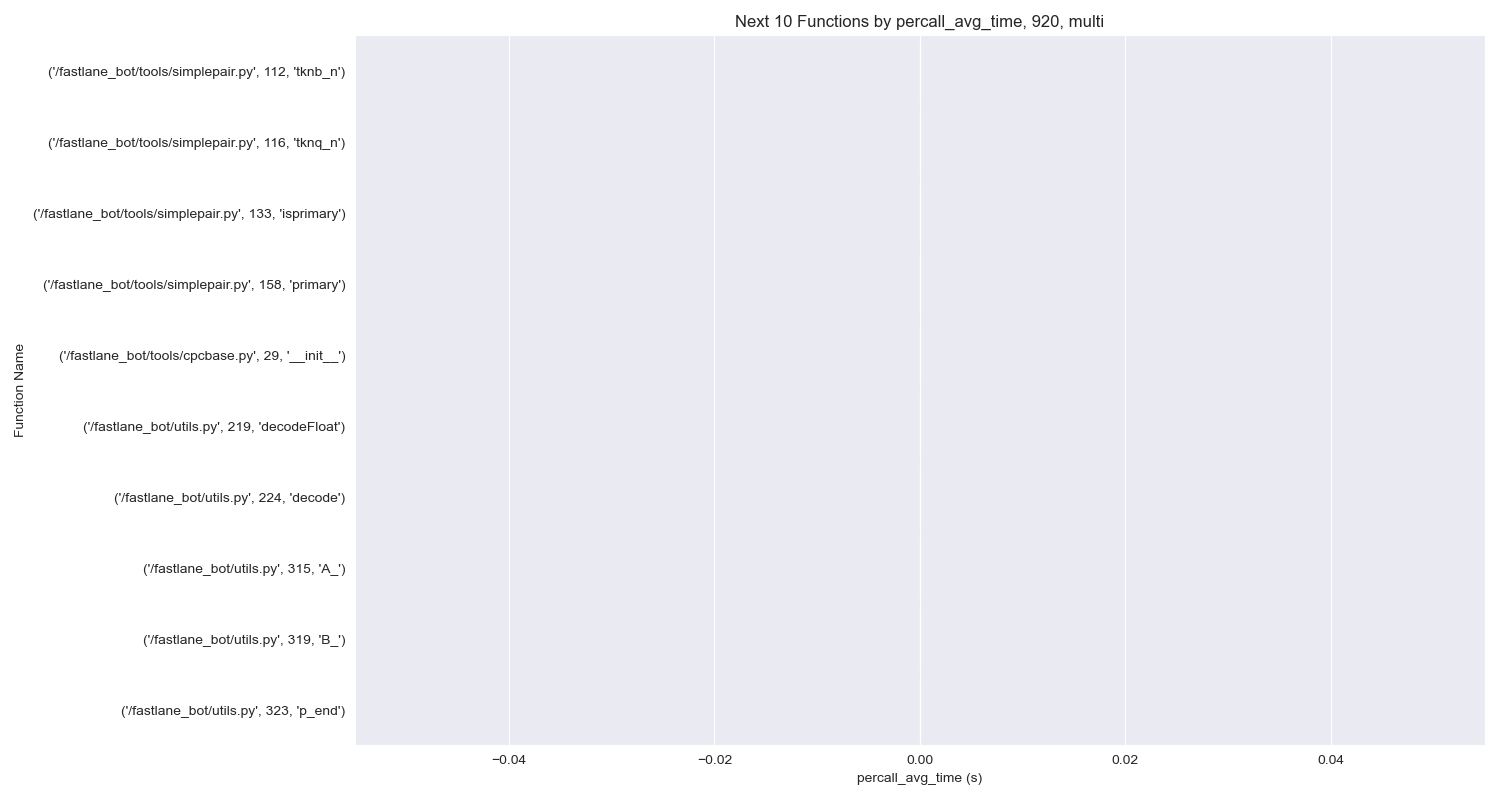 Next 10 Functions by percall_avg_time, 920, multi
('/fastlane_bot/tools/simplepair.py', 112, 'tknb_n')
('/fastlane_bot/tools/simplepair.py', 116, 'tknq_n')
('/fastlane_bot/tools/simplepair.py', 133, 'isprimary')
('/fastlane_bot/tools/simplepair.py', 158, 'primary')
('/fastlane_bot/tools/cpcbase.py', 29, '__init__')
('/fastlane_bot/utils.py', 219, 'decodeFloat')
('/fastlane_bot/utils.py', 224, 'decode')
('/fastlane_bot/utils.py', 315, 'A_')
('/fastlane_bot/utils.py', 319, 'B_')
('/fastlane_bot/utils.py', 323, 'p_end')
Function Name
−0.04 −0.02 0.00 0.02 0.04
percall_avg_time (s)